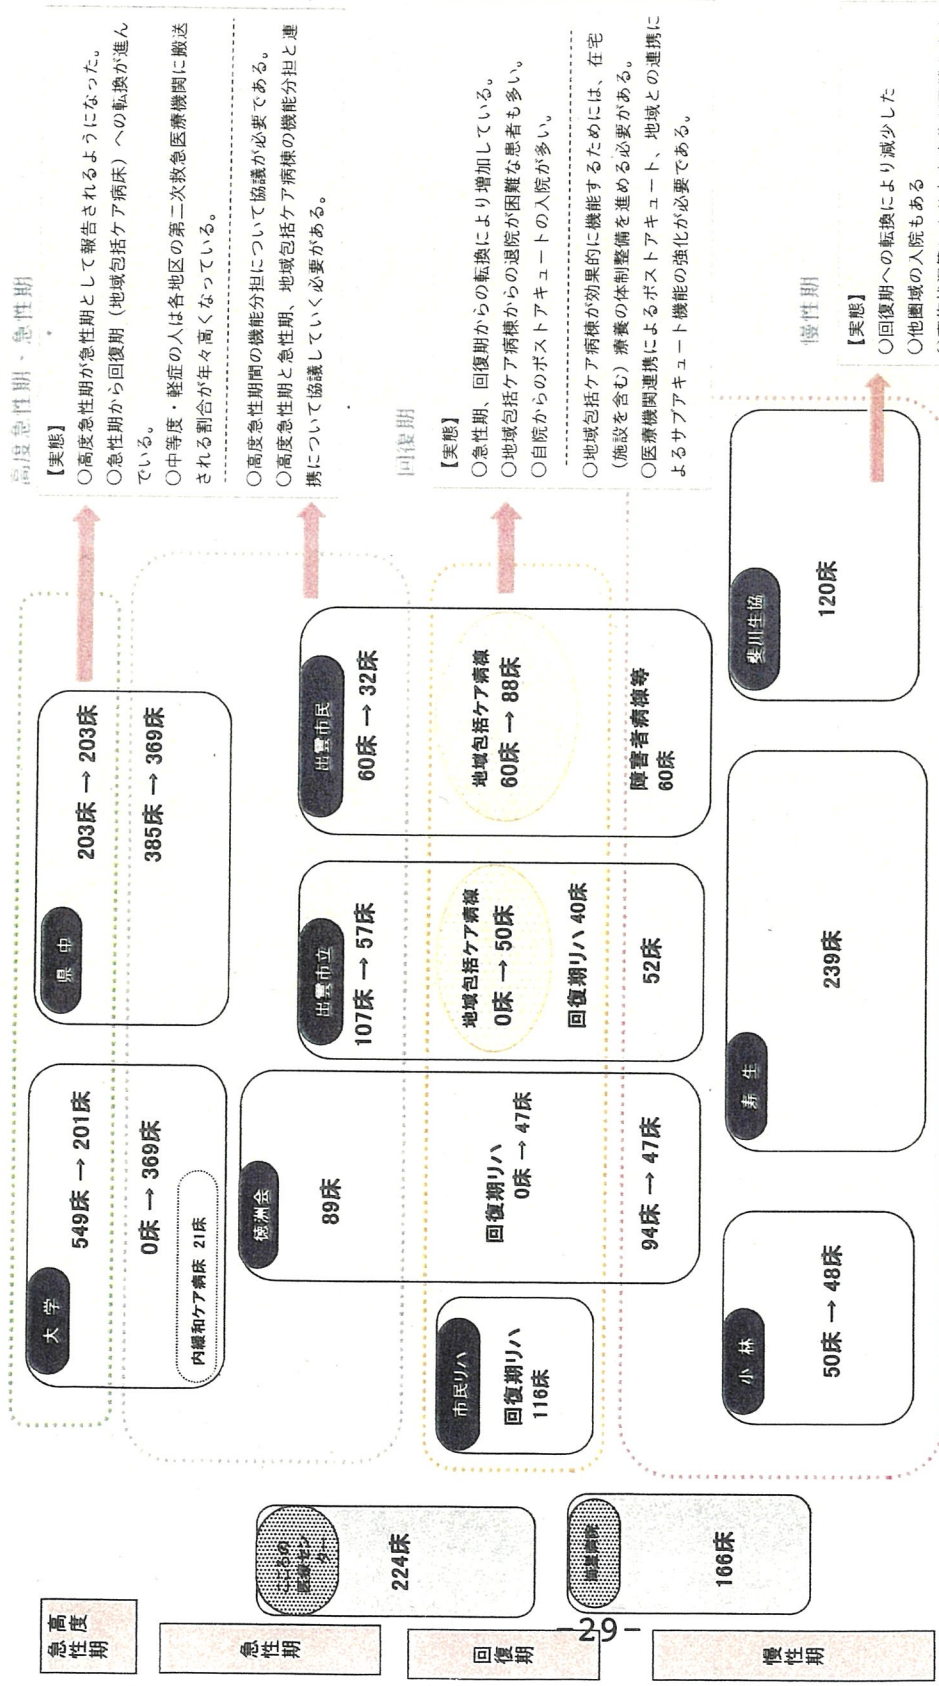 高度急性期
急性期
回復期
慢性期
大 学
549床 → 201床
0床 → 369床
内緩和ケア病床 21床
県 中
203床 → 203床
385床 → 369床
徳洲会
89床
回復期リハ
0床 → 47床
94床 → 47床
出雲市立
107床 → 57床
地域包括ケア病棟
0床 → 50床
回復期リハ 40床
52床
出雲市民
60床 → 32床
地域包括ケア病棟
60床 → 88床
障害者病棟等
60床
市民リハ
回復期リハ
116床
小 林
50床 → 48床
寿 生
239床
斐川生協
120床
こころの
医療セン
ター
224床
166床
高度急性期、急性期
【実態】
○高度急性期が急性期として報告されるようになった。
○急性期から回復期（地域包括ケア病床）への転換が進ん
でいる。
○中等度・軽症の人は各地区の第二次救急医療機関に搬送
される割合が年々高くなっている。
○高度急性期間の機能分担について協議が必要である。
○高度急性期と急性期、地域包括ケア病棟の機能分担と連
携について協議していく必要がある。
回復期
【実態】
○急性期、回復期からの転換により増加している。
○地域包括ケア病棟からの退院が困難な患者も多い。
○自院からのポストアキュートの入院が多い。
○地域包括ケア病棟が効果的に機能するためには、在宅
（施設を含む）療養の体制整備を進める必要がある。
○医療機関連携によるポストアキュート、地域との連携に
よるサブアキュート機能の強化が必要である。
慢性期
【実態】
○回復期への転換により減少した
○他圏域の入院もある
-29-